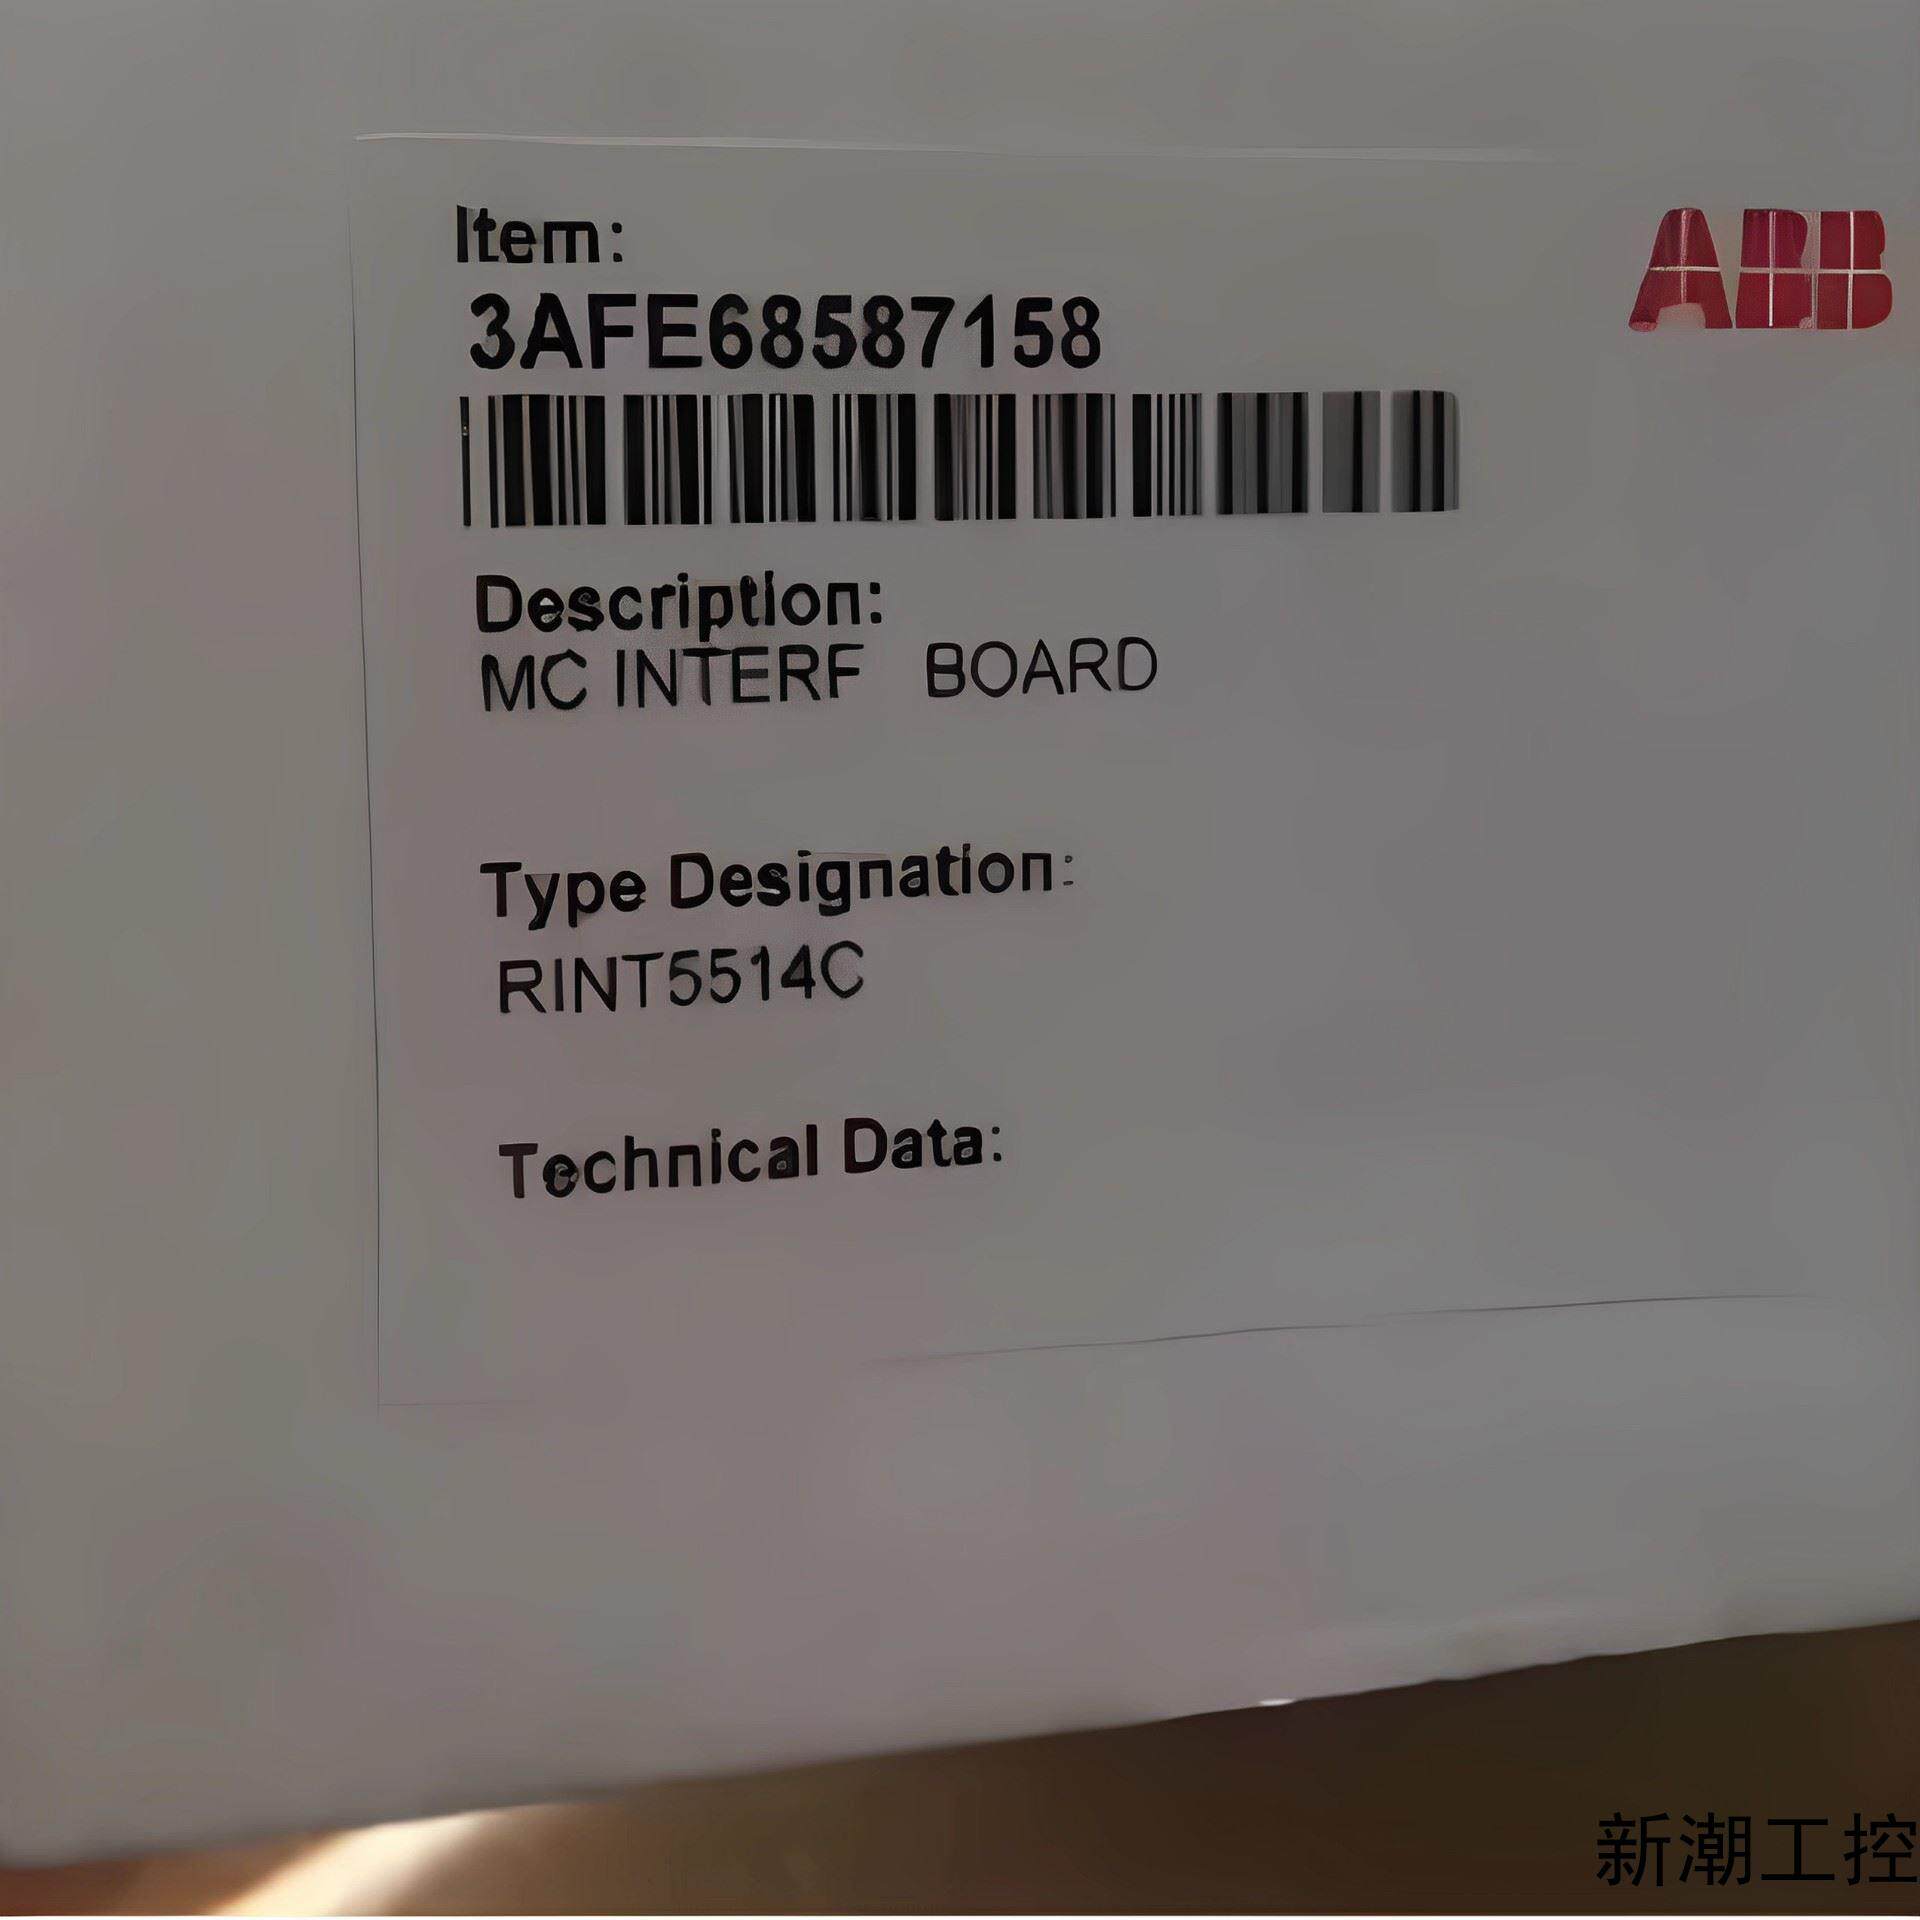 Item:
ABB
3AFE68587158
Description:
MC INTERF BOARD
Type Designation:
RINT5514C
Technical Data:
新潮工控